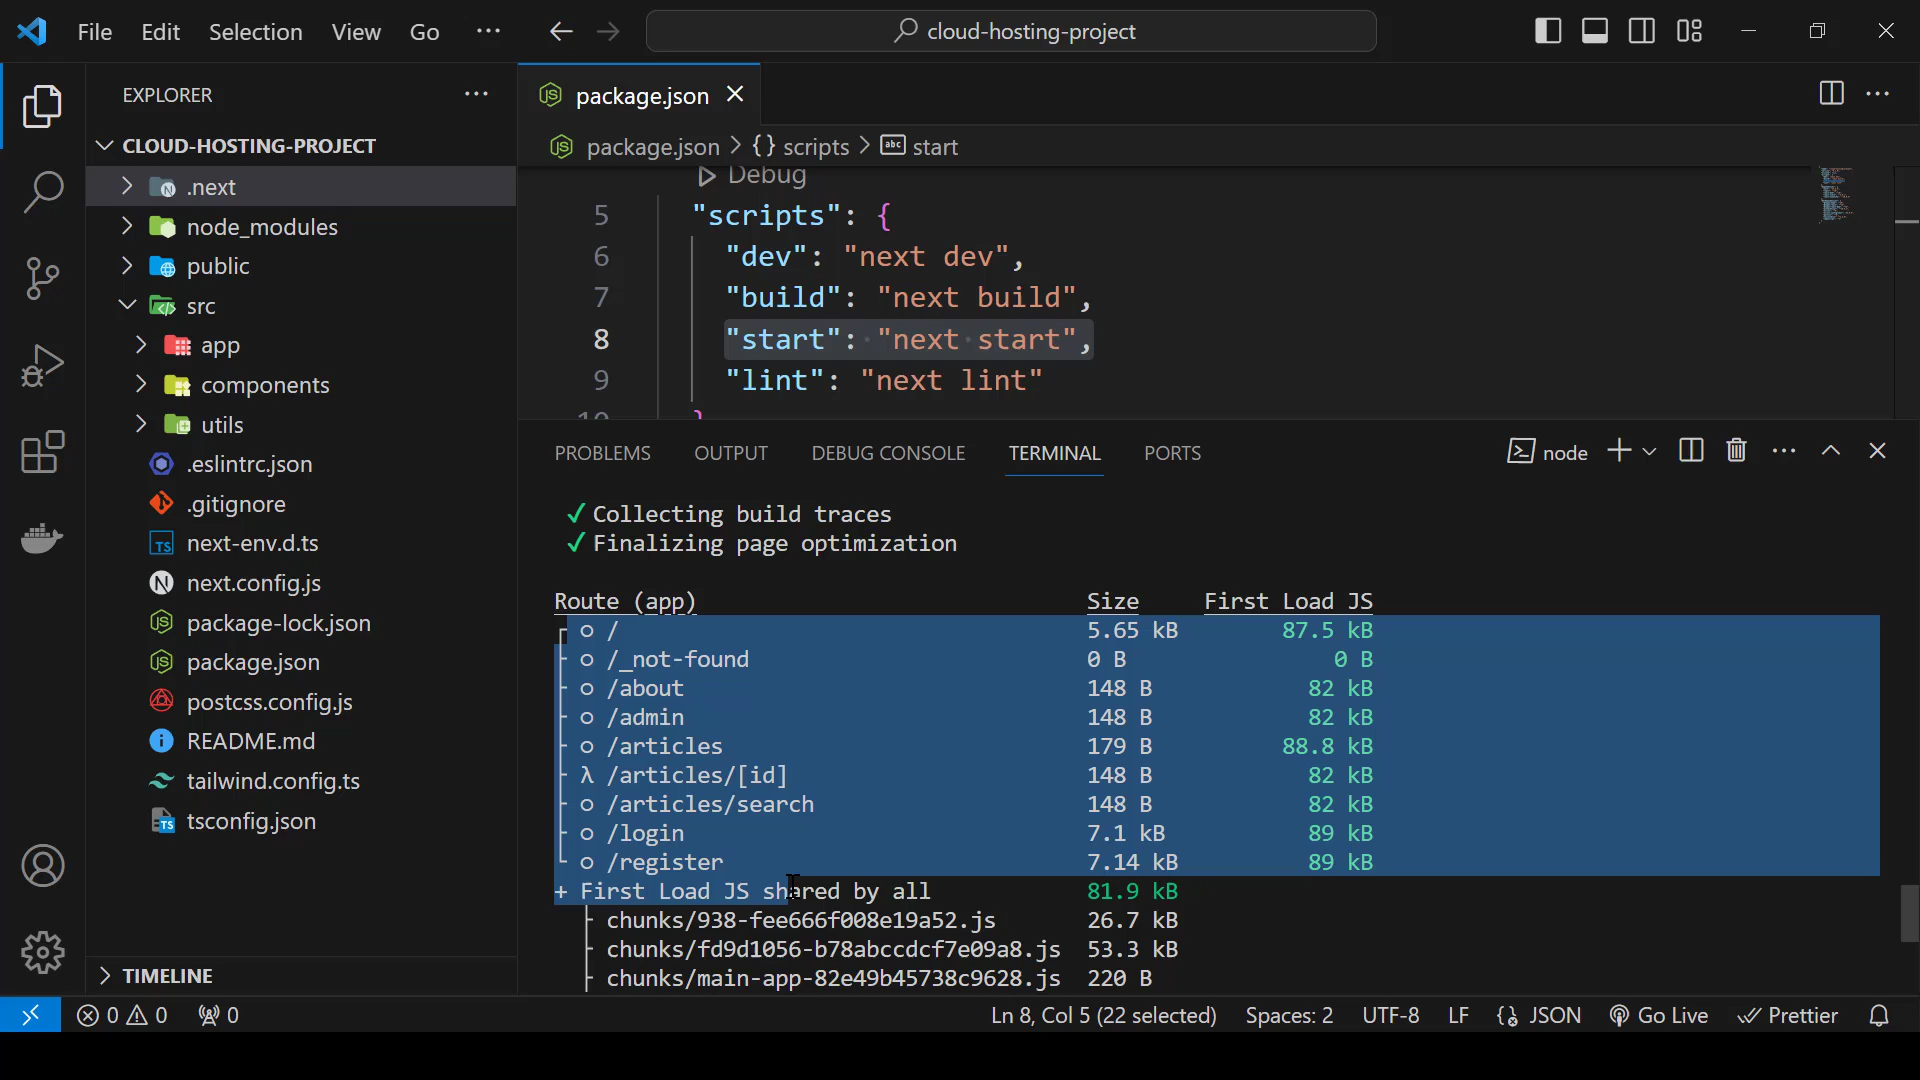 File Edit Selection View Go ··· cloud-hosting-project
EXPLORER ···
CLOUD-HOSTING-PROJECT
.next
node_modules
public
src
app
components
utils
.eslintrc.json
.gitignore
next-env.d.ts
next.config.js
package-lock.json
package.json
postcss.config.js
README.md
tailwind.config.ts
tsconfig.json
TIMELINE
package.json
package.json > {} scripts > abc start
Debug
5 "scripts": {
6 "dev": "next dev",
7 "build": "next build",
8 "start": "next start",
9 "lint": "next lint"
10 }
PROBLEMS OUTPUT DEBUG CONSOLE TERMINAL PORTS node
✓ Collecting build traces
✓ Finalizing page optimization
Route (app) Size First Load JS
┌ ○ / 5.65 kB 87.5 kB
├ ○ /_not-found 0 B 0 B
├ ○ /about 148 B 82 kB
├ ○ /admin 148 B 82 kB
├ ○ /articles 179 B 88.8 kB
├ λ /articles/[id] 148 B 82 kB
├ ○ /articles/search 148 B 82 kB
├ ○ /login 7.1 kB 89 kB
└ ○ /register 7.14 kB 89 kB
+ First Load JS shared by all 81.9 kB
├ chunks/938-fee666f008e19a52.js 26.7 kB
├ chunks/fd9d1056-b78abccdcf7e09a8.js 53.3 kB
├ chunks/main-app-82e49b45738c9628.js 220 B
0 0 0 Ln 8, Col 5 (22 selected) Spaces: 2 UTF-8 LF {} JSON Go Live Prettier